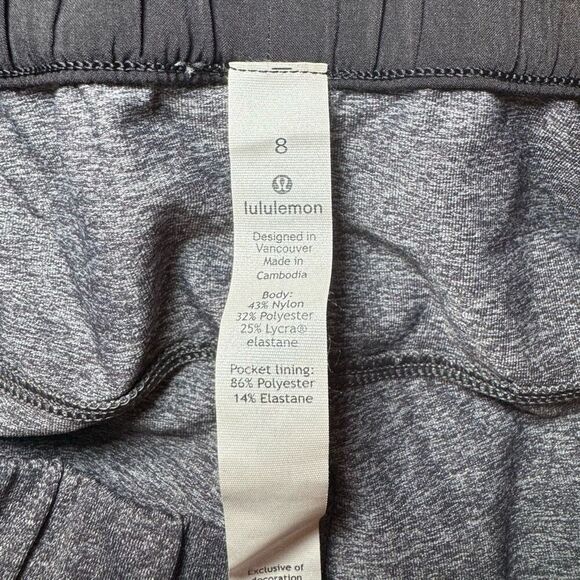 8
lululemon
Designed in
Vancouver
Made in
Cambodia
Body:
43% Nylon
32% Polyester
25% Lycra®
elastane
Pocket lining:
86% Polyester
14% Elastane
Exclusive of
decoration